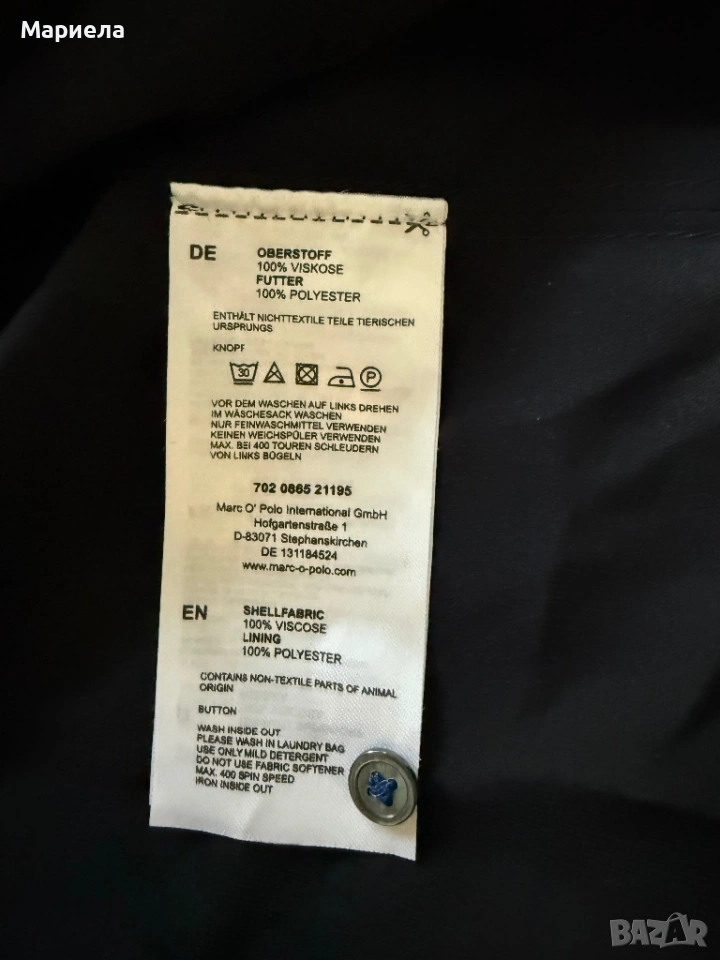 Мариела
DE
OBERSTOFF
100% VISKOSE
FUTTER
100% POLYESTER
ENTHÄLT NICHTTEXTILE TEILE TIERISCHEN
URSPRUNGS
KNOPF
30
P
VOR DEM WASCHEN AUF LINKS DREHEN
IM WÄSCHESACK WASCHEN
NUR FEINWASCHMITTEL VERWENDEN
KEINEN WEICHSPÜLER VERWENDEN
MAX. BEI 400 TOUREN SCHLEUDERN
VON LINKS BÜGELN
702 0865 21195
Marc O' Polo International GmbH
Hofgartenstraße 1
D-83071 Stephanskirchen
DE 131184524
www.marc-o-polo.com
EN
SHELLFABRIC
100% VISCOSE
LINING
100% POLYESTER
CONTAINS NON-TEXTILE PARTS OF ANIMAL
ORIGIN
BUTTON
WASH INSIDE OUT
PLEASE WASH IN LAUNDRY BAG
USE ONLY MILD DETERGENT
DO NOT USE FABRIC SOFTENER
MAX. 400 SPIN SPEED
IRON INSIDE OUT
BAZAR